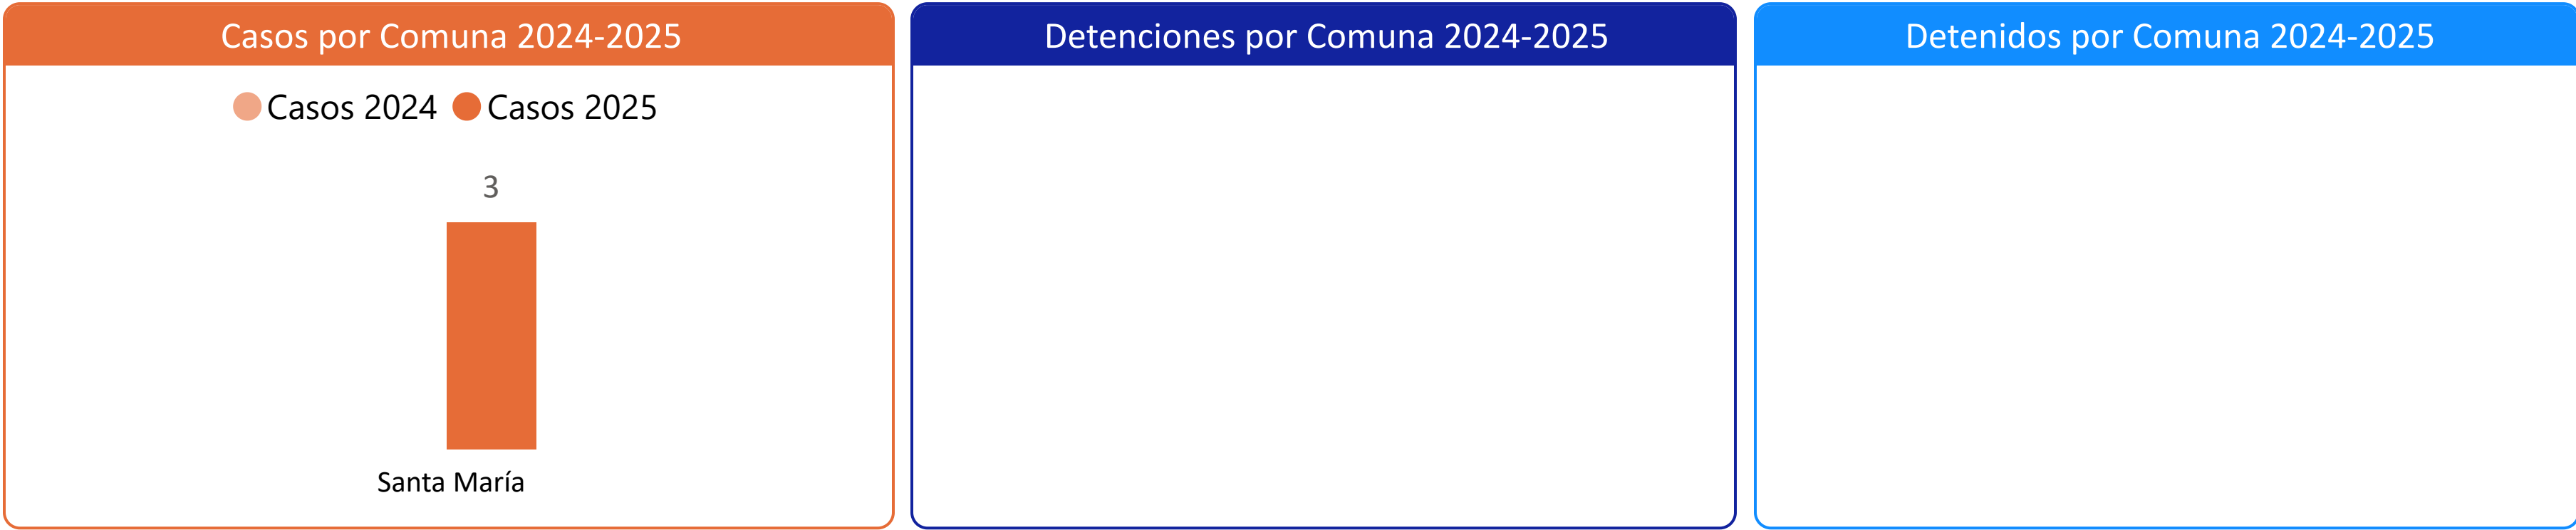 Casos por Comuna 2024-2025
Casos 2024 Casos 2025
3
Santa María
Detenciones por Comuna 2024-2025
Detenidos por Comuna 2024-2025